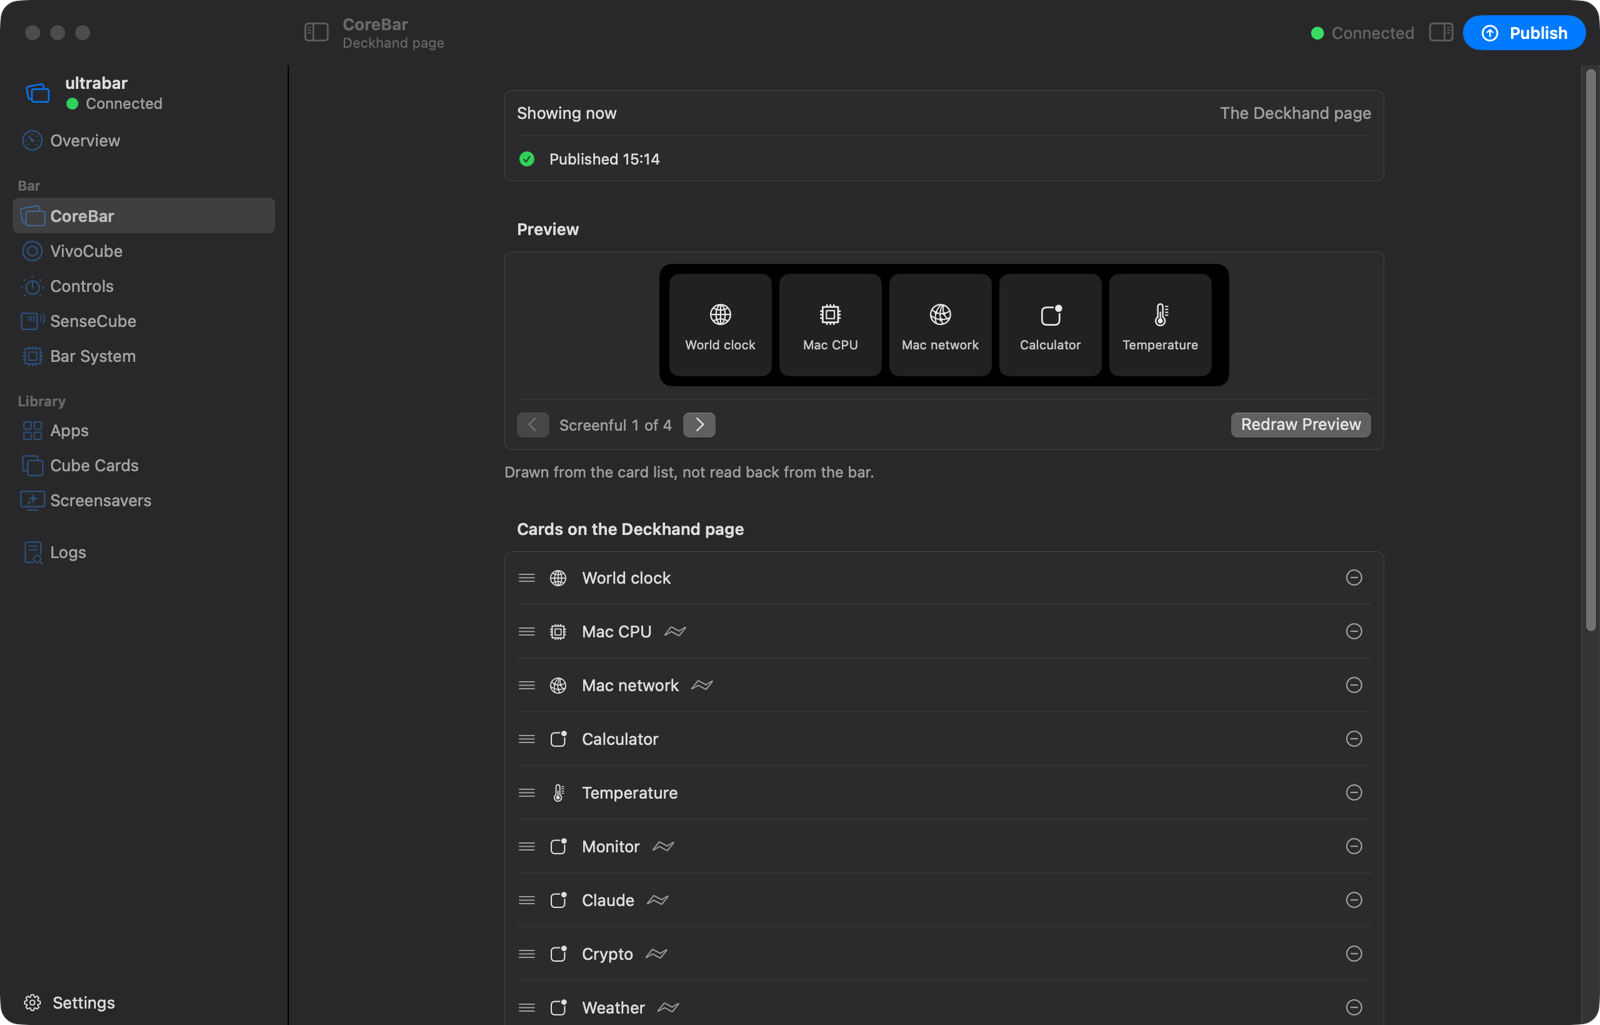 CoreBar
Deckhand page
Connected
Publish
ultrabar
Connected
Overview
Bar
CoreBar
VivoCube
Controls
SenseCube
Bar System
Library
Apps
Cube Cards
Screensavers
Logs
Settings
Showing now
The Deckhand page
Published 15:14
Preview
World clock
Mac CPU
Mac network
Calculator
Temperature
Screenful 1 of 4
Redraw Preview
Drawn from the card list, not read back from the bar.
Cards on the Deckhand page
World clock
Mac CPU
Mac network
Calculator
Temperature
Monitor
Claude
Crypto
Weather